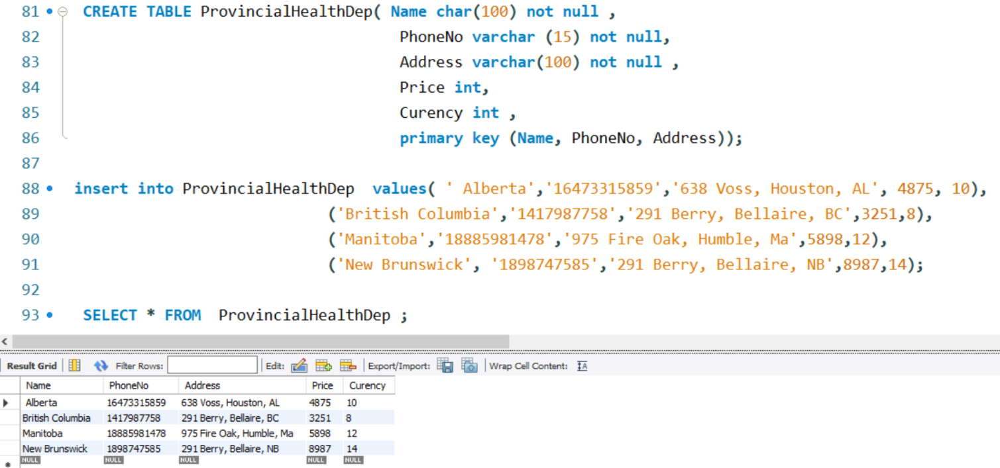 81 CREATE TABLE ProvincialHealthDep( Name char(100) not null ,
82 PhoneNo varchar (15) not null,
83 Address varchar(100) not null ,
84 Price int,
85 Curency int ,
86 primary key (Name, PhoneNo, Address));
87
88 insert into ProvincialHealthDep values( ' Alberta','16473315859','638 Voss, Houston, AL', 4875, 10),
89 ('British Columbia','1417987758','291 Berry, Bellaire, BC',3251,8),
90 ('Manitoba','18885981478','975 Fire Oak, Humble, Ma',5898,12),
91 ('New Brunswick', '1898747585','291 Berry, Bellaire, NB',8987,14);
92
93 SELECT * FROM ProvincialHealthDep ;
Result Grid Filter Rows: Edit: Export/Import: Wrap Cell Content: IA
Name PhoneNo Address Price Curency
Alberta 16473315859 638 Voss, Houston, AL 4875 10
British Columbia 1417987758 291 Berry, Bellaire, BC 3251 8
Manitoba 18885981478 975 Fire Oak, Humble, Ma 5898 12
New Brunswick 1898747585 291 Berry, Bellaire, NB 8987 14
NULL NULL NULL NULL NULL